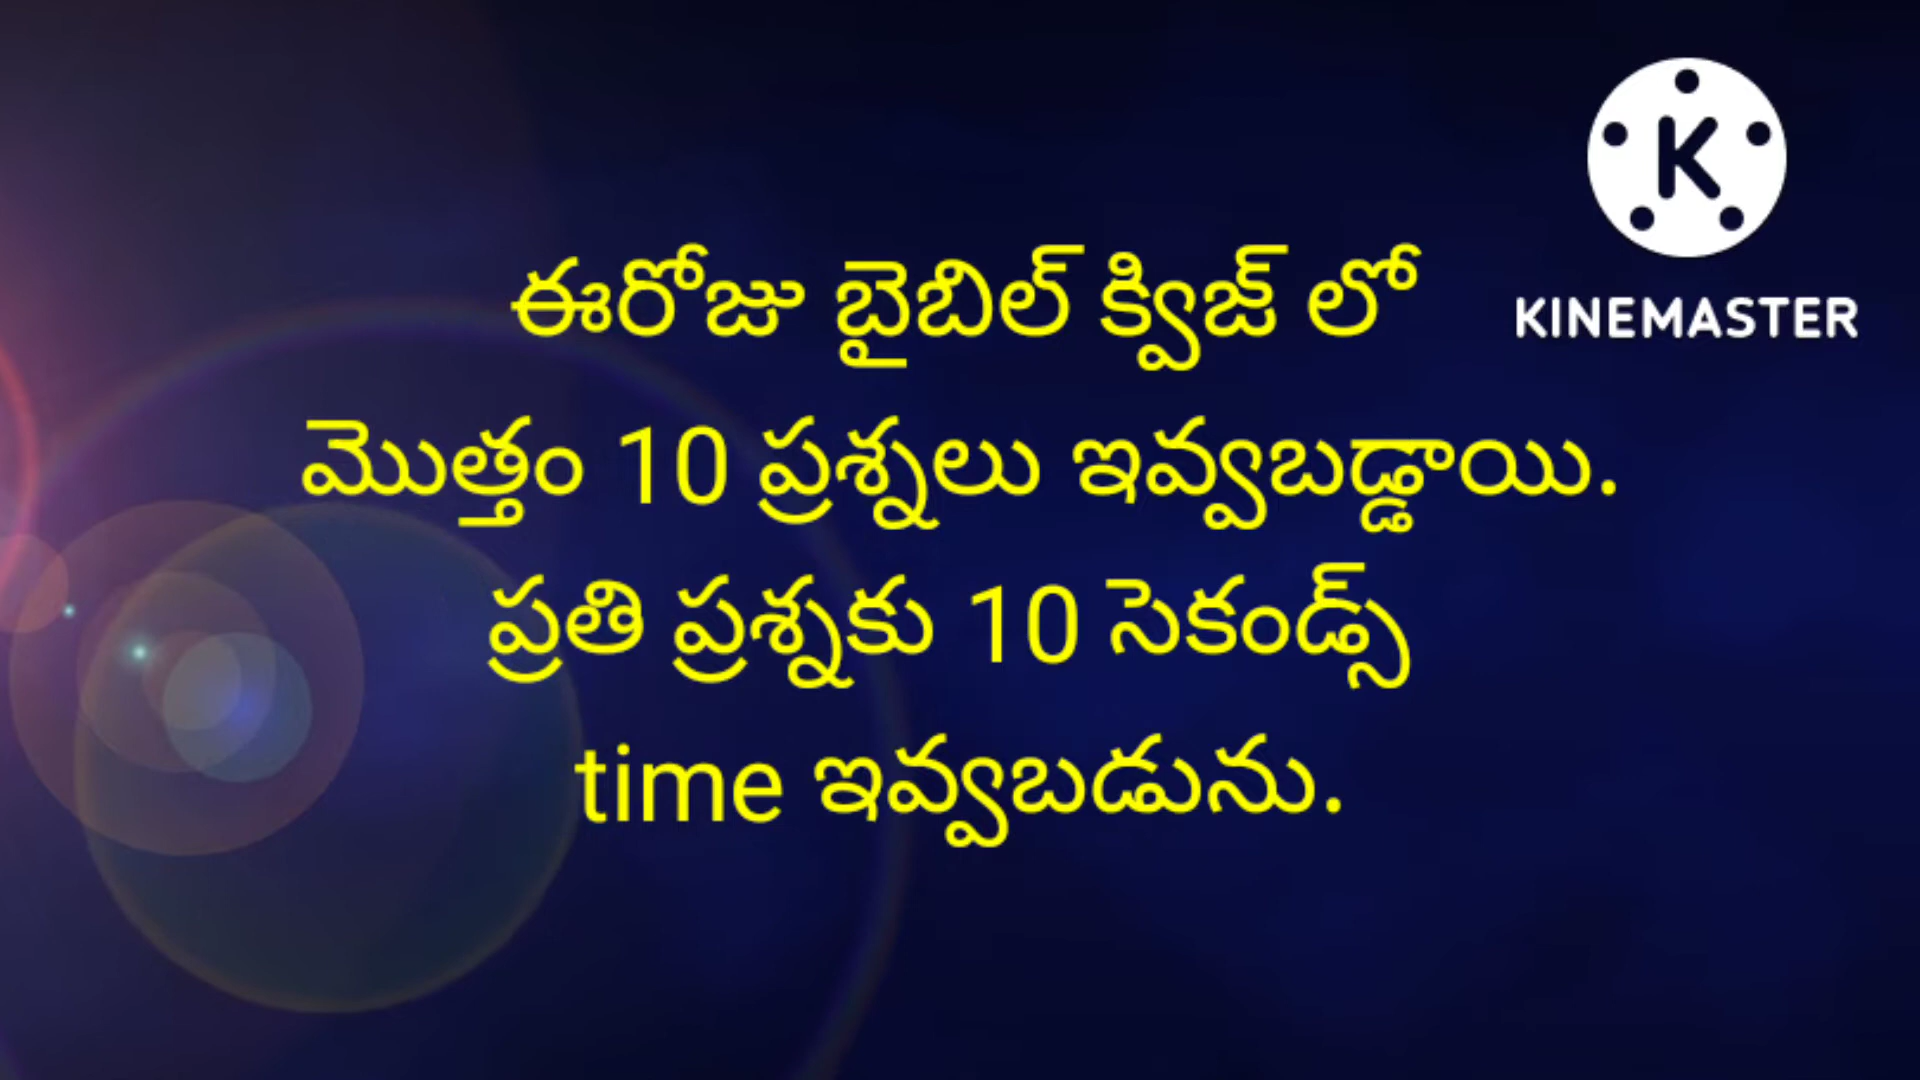 KINEMASTER
ఈరోజు బైబిల్ క్విజ్ లో
మొత్తం 10 ప్రశ్నలు ఇవ్వబడ్డాయి.
ప్రతి ప్రశ్నకు 10 సెకండ్స్
time ఇవ్వబడును.